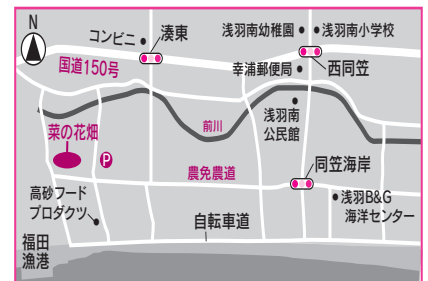 N
コンビニ
湊東
浅羽南幼稚園
浅羽南小学校
国道150号
幸浦郵便局
西同笠
菜の花畑
前川
浅羽南
公民館
P
農免農道
同笠海岸
高砂フード
プロダクツ
浅羽B&G
海洋センター
自転車道
福田
漁港